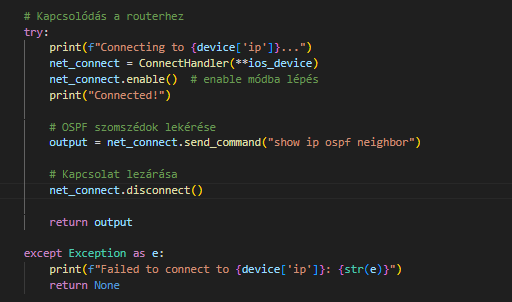 # Kapcsolódás a routerhez
try:
print(f"Connecting to {device['ip']}...")
net_connect = ConnectHandler(**ios_device)
net_connect.enable()  # enable módba lépés
print("Connected!")
# OSPF szomszédok lekérése
output = net_connect.send_command("show ip ospf neighbor")
# Kapcsolat lezárása
net_connect.disconnect()
return output
except Exception as e:
print(f"Failed to connect to {device['ip']}: {str(e)}")
return None